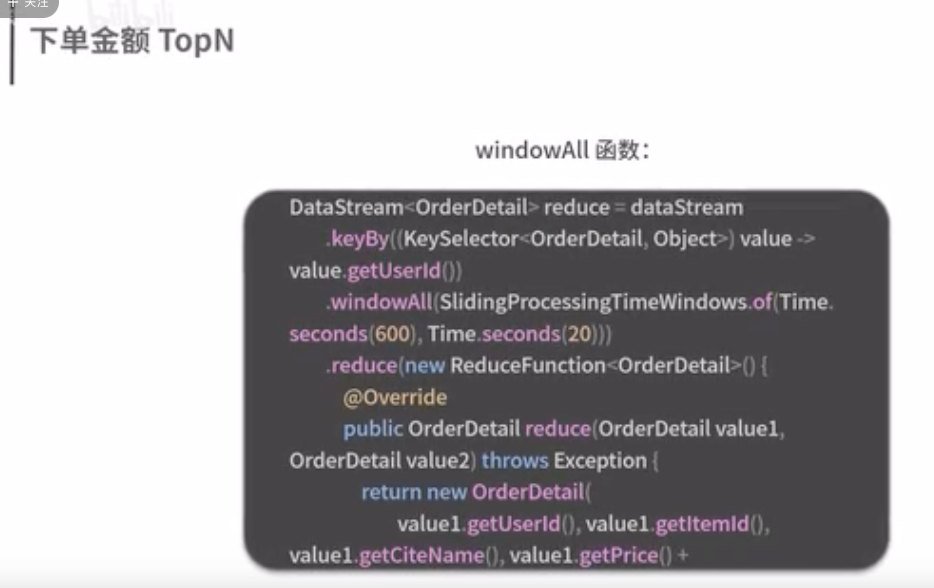 + 关注
下单金额 TopN
windowAll 函数：
DataStream<OrderDetail> reduce = dataStream
.keyBy((KeySelector<OrderDetail, Object>) value ->
value.getUserId())
.windowAll(SlidingProcessingTimeWindows.of(Time.
seconds(600), Time.seconds(20)))
.reduce(new ReduceFunction<OrderDetail>() {
@Override
public OrderDetail reduce(OrderDetail value1,
OrderDetail value2) throws Exception {
return new OrderDetail(
value1.getUserId(), value1.getItemId(),
value1.getCiteName(), value1.getPrice() +